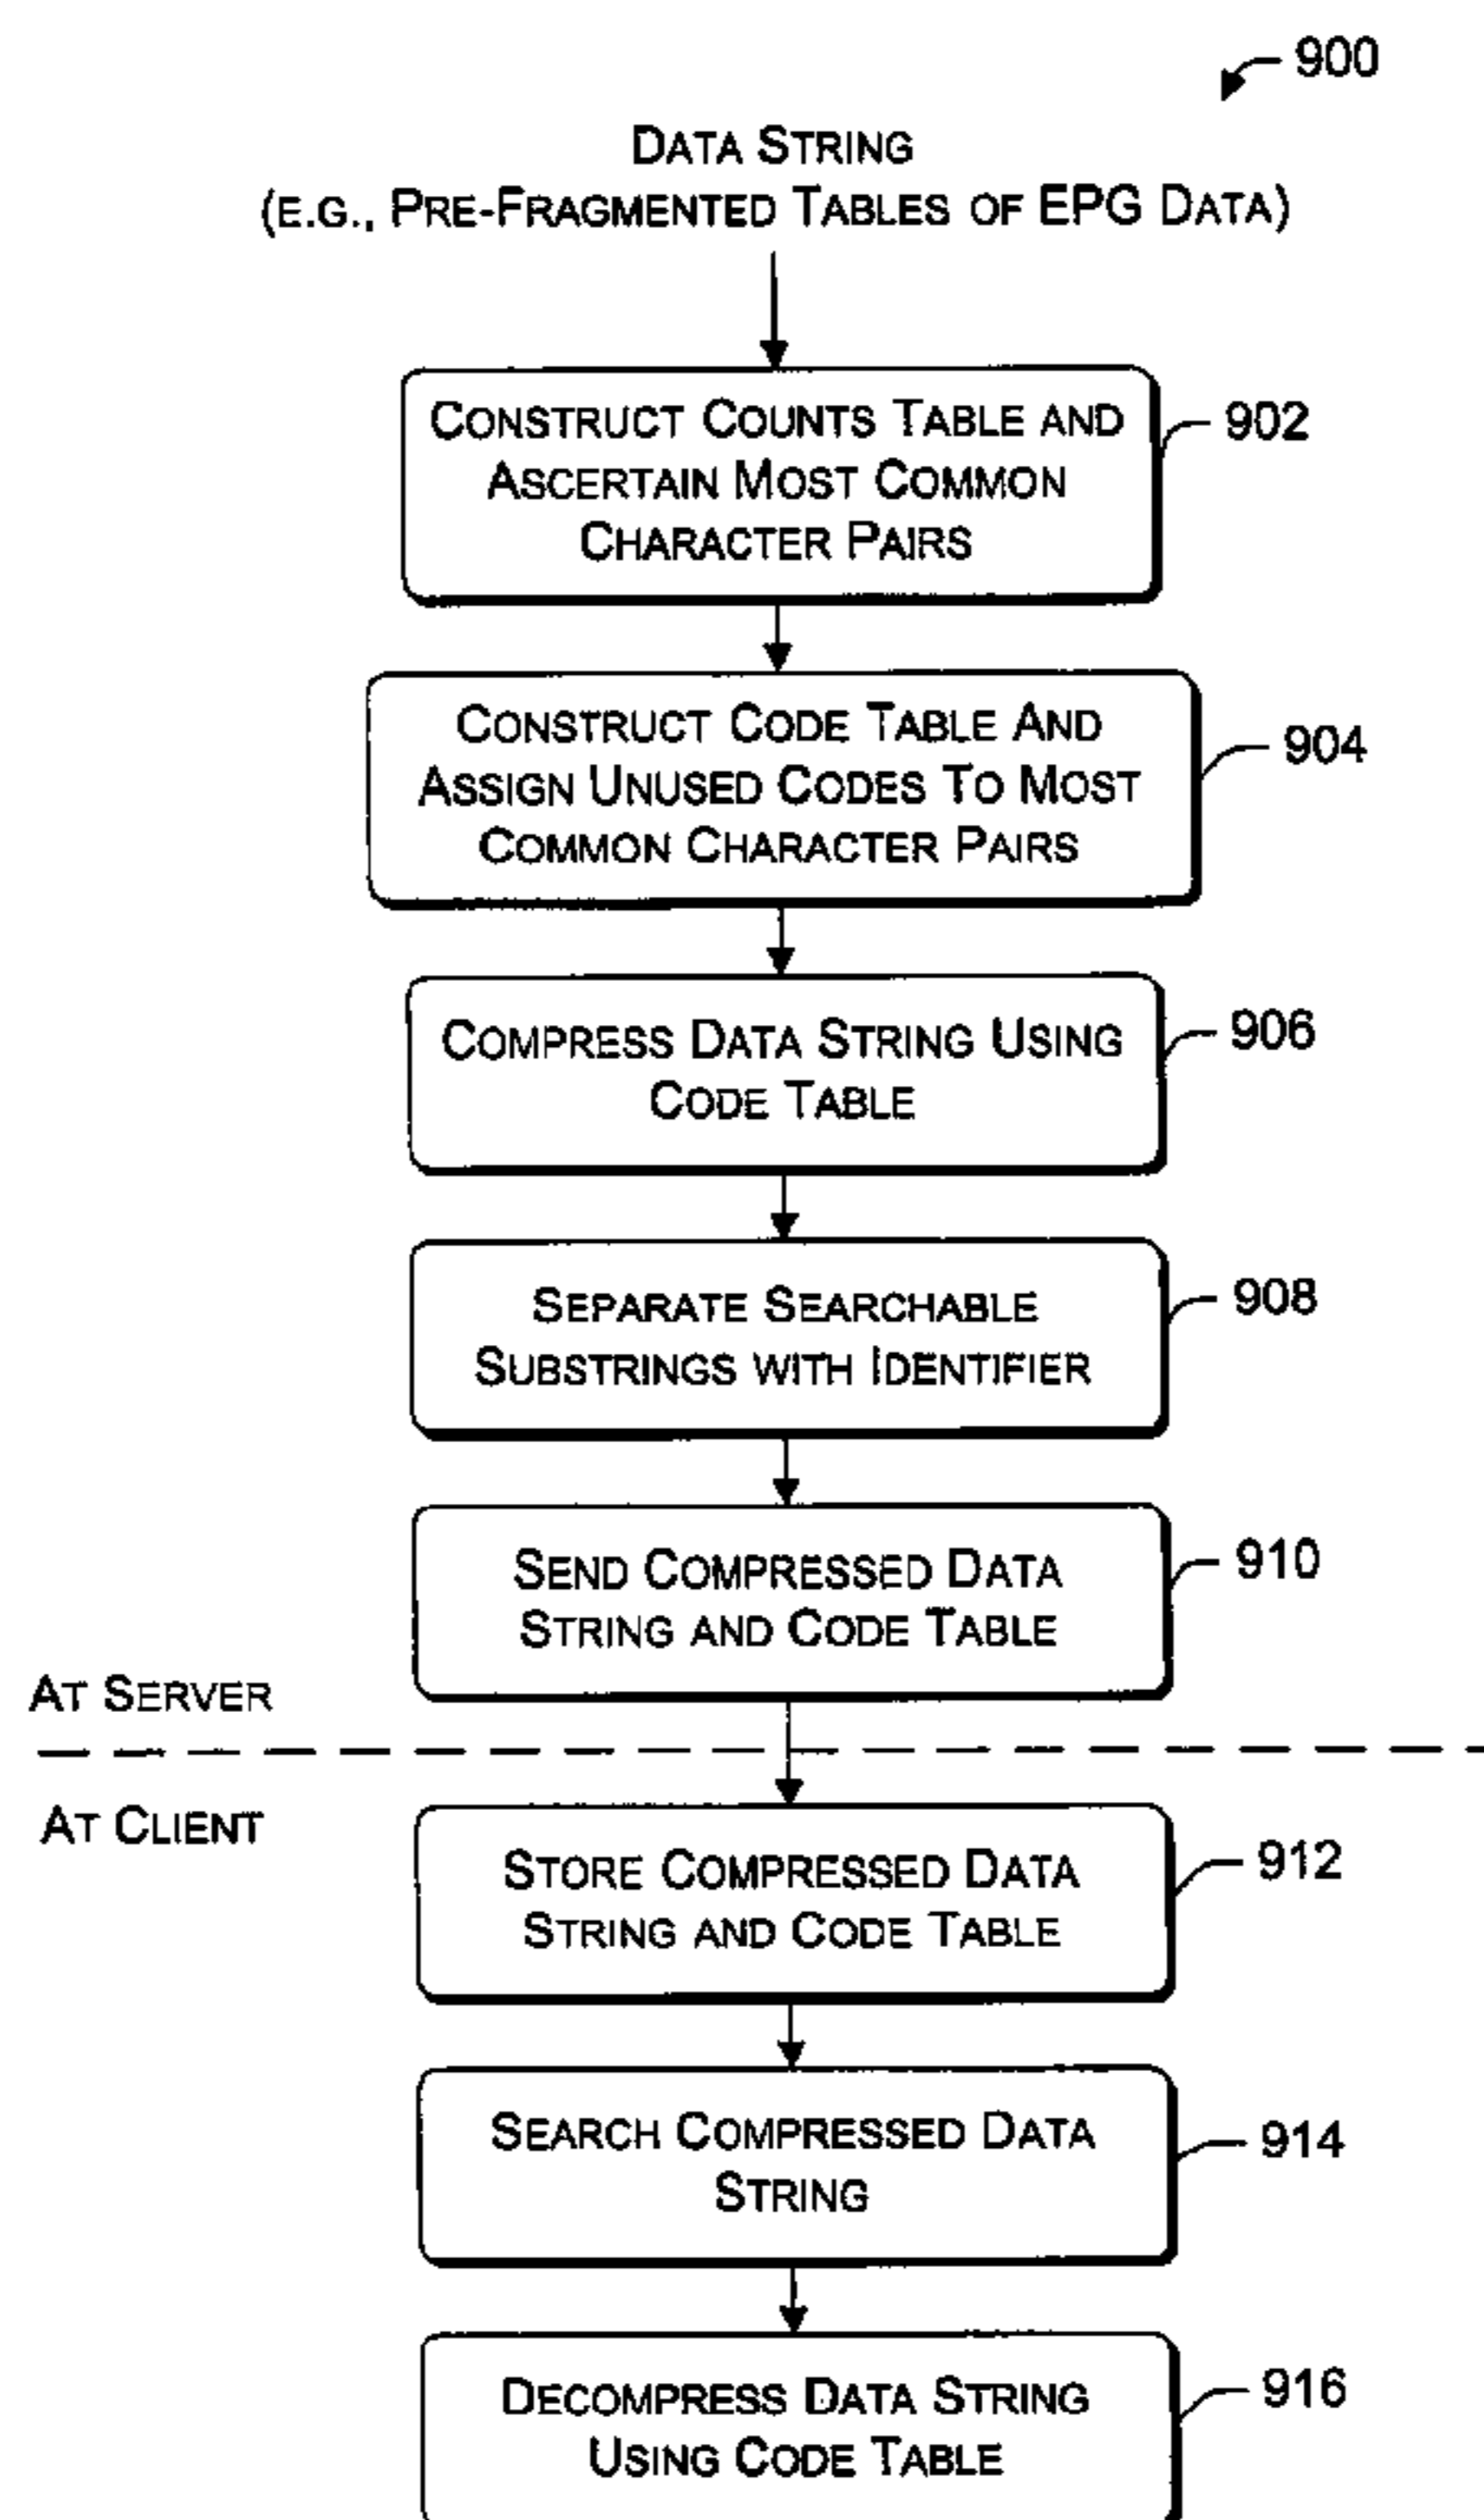 900
DATA STRING
(E.G., PRE-FRAGMENTED TABLES OF EPG DATA)
CONSTRUCT COUNTS TABLE AND
ASCERTAIN MOST COMMON
CHARACTER PAIRS
902
CONSTRUCT CODE TABLE AND
ASSIGN UNUSED CODES TO MOST
COMMON CHARACTER PAIRS
904
COMPRESS DATA STRING USING
CODE TABLE
906
SEPARATE SEARCHABLE
SUBSTRINGS WITH IDENTIFIER
908
SEND COMPRESSED DATA
STRING AND CODE TABLE
910
AT SERVER
AT CLIENT
STORE COMPRESSED DATA
STRING AND CODE TABLE
912
SEARCH COMPRESSED DATA
STRING
914
DECOMPRESS DATA STRING
USING CODE TABLE
916